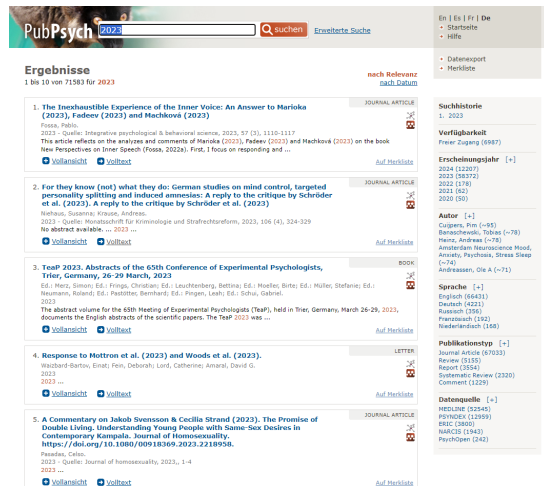 PubPsych
2023
suchen
Erweiterte Suche
En | Es | Fr | De
Startseite
Hilfe
Datenexport
Merkliste
Ergebnisse
1 bis 10 von 71583 für 2023
nach Relevanz
nach Datum
JOURNAL ARTICLE
1. The Inexhaustible Experience of the Inner Voice: An Answer to Marioka
(2023), Fadeev (2023) and Machková (2023)
Fossa, Pablo.
2023 - Quelle: Integrative psychological & behavioral science, 2023, 57 (3), 1110-1117
This article reflects on the analyzes and comments of Marioka (2023), Fadeev (2023) and Machková (2023) on the book
New Perspectives on Inner Speech (Fossa, 2022a). First, I focus on responding and ...
Vollansicht Volltext
Auf Merkliste
JOURNAL ARTICLE
2. For they know (not) what they do: German studies on mind control, targeted
personality splitting and induced amnesias: A reply to the critique by Schröder
et al. (2023). A reply to the critique of Schröder et al. (2023)
Niehaus, Susanna; Krause, Andreas.
2023 - Quelle: Monatsschrift für Kriminologie und Strafrechtsreform, 2023, 106 (4), 324-329
No abstract available. ... 2023 ...
Vollansicht Volltext
Auf Merkliste
BOOK
3. TeaP 2023. Abstracts of the 65th Conference of Experimental Psychologists,
Trier, Germany, 26-29 March, 2023
Ed.: Merz, Simon; Ed.: Frings, Christian; Ed.: Leuchtenberg, Bettina; Ed.: Moeller, Birte; Ed.: Müller, Stefanie; Ed.:
Neumann, Roland; Ed.: Pastötter, Bernhard; Ed.: Pingen, Leah; Ed.: Schui, Gabriel.
2023
The abstract volume for the 65th Meeting of Experimental Psychologists (TeaP), held in Trier, Germany, March 26-29, 2023,
documents the English abstracts of the scientific papers. The TeaP 2023 was ...
Vollansicht Volltext
Auf Merkliste
LETTER
4. Response to Mottron et al. (2023) and Woods et al. (2023).
Waizbard-Bartov, Einat; Fein, Deborah; Lord, Catherine; Amaral, David G.
2023
2023 ...
Vollansicht Volltext
Auf Merkliste
JOURNAL ARTICLE
5. A Commentary on Jakob Svensson & Cecilia Strand (2023). The Promise of
Double Living. Understanding Young People with Same-Sex Desires in
Contemporary Kampala. Journal of Homosexuality.
https://doi.org/10.1080/00918369.2023.2218958.
Pasadas, Celso.
2023 - Quelle: Journal of homosexuality, 2023,, 1-4
2023 ...
Vollansicht Volltext
Auf Merkliste
Suchhistorie
1. 2023
Verfügbarkeit
Freier Zugang (6987)
Erscheinungsjahr [+]
2024 (12207)
2023 (58372)
2022 (178)
2021 (62)
2020 (50)
Autor [+]
Cuijpers, Pim (~95)
Banaschewski, Tobias (~78)
Heinz, Andreas (~78)
Amsterdam Neuroscience Mood,
Anxiety, Psychosis, Stress Sleep
(~74)
Andreassen, Ole A (~71)
Sprache [+]
Englisch (66431)
Deutsch (4221)
Russisch (356)
Französisch (192)
Niederländisch (168)
Publikationstyp [+]
Journal Article (67033)
Review (5155)
Report (3554)
Systematic Review (2320)
Comment (1229)
Datenquelle [+]
MEDLINE (52545)
PSYNDEX (12959)
ERIC (3800)
NARCIS (1943)
PsychOpen (242)